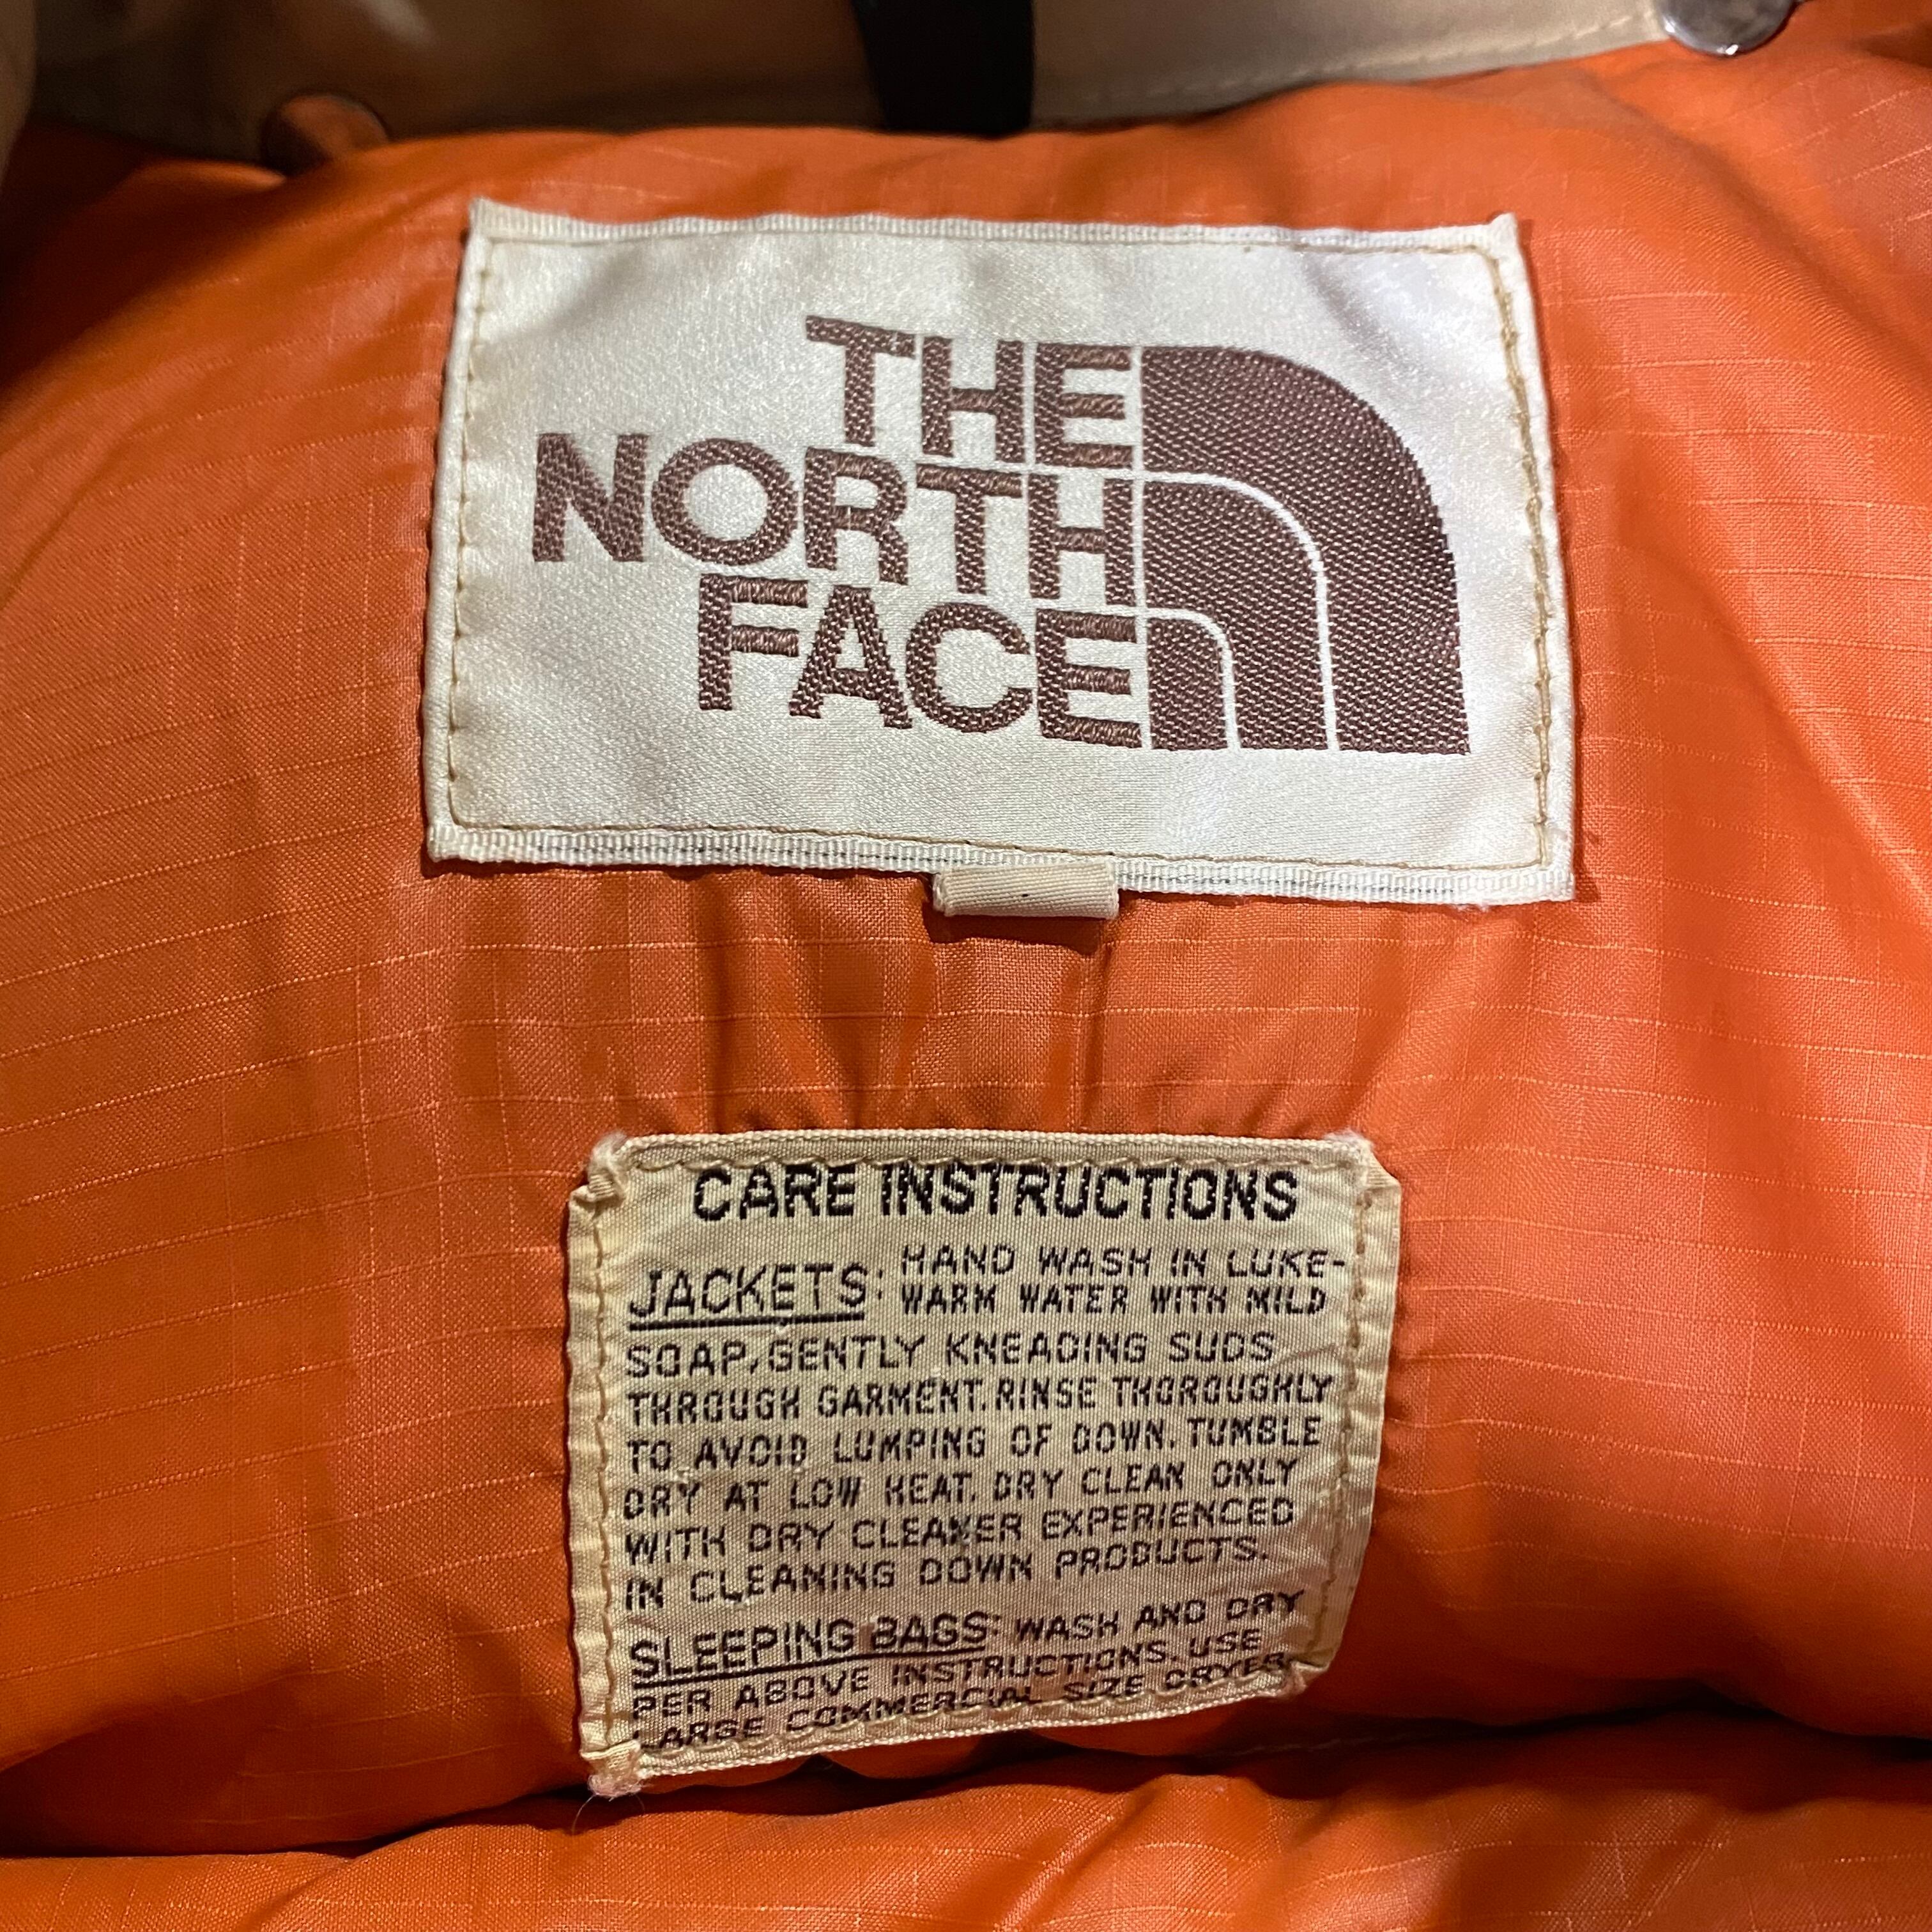 THE
NORTH
FACE
CARE INSTRUCTIONS
JACKETS: HAND WASH IN LUKE-
WARM WATER WITH MILD
SOAP, GENTLY KNEADING SUDS
THROUGH GARMENT. RINSE THOROUGHLY
TO AVOID LUMPING OF DOWN. TUMBLE
DRY AT LOW HEAT. DRY CLEAN ONLY
WITH DRY CLEANER EXPERIENCED
IN CLEANING DOWN PRODUCTS.
SLEEPING BAGS: WASH AND DRY
PER ABOVE INSTRUCTIONS. USE
LARGE COMMERCIAL SIZE DRYER